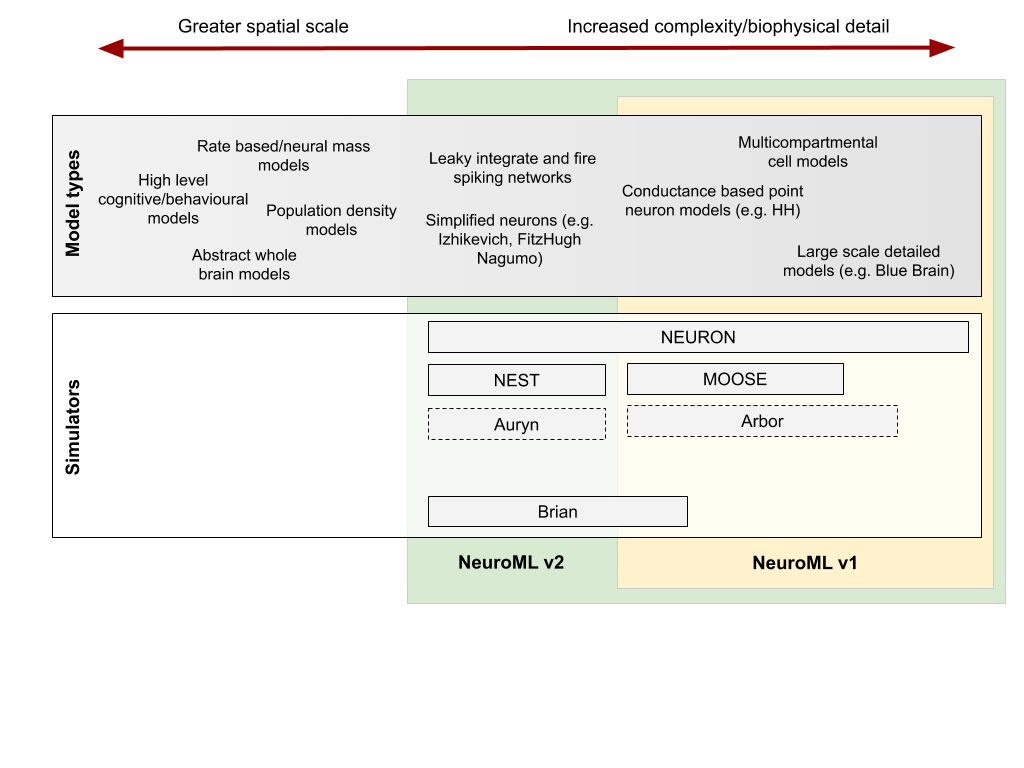 Greater spatial scale
Increased complexity/biophysical detail
Model types
Rate based/neural mass
models
High level
cognitive/behavioural
models
Population density
models
Abstract whole
brain models
Leaky integrate and fire
spiking networks
Simplified neurons (e.g.
Izhikevich, FitzHugh
Nagumo)
Multicompartmental
cell models
Conductance based point
neuron models (e.g. HH)
Large scale detailed
models (e.g. Blue Brain)
Simulators
NEURON
NEST
MOOSE
Auryn
Arbor
Brian
NeuroML v2
NeuroML v1